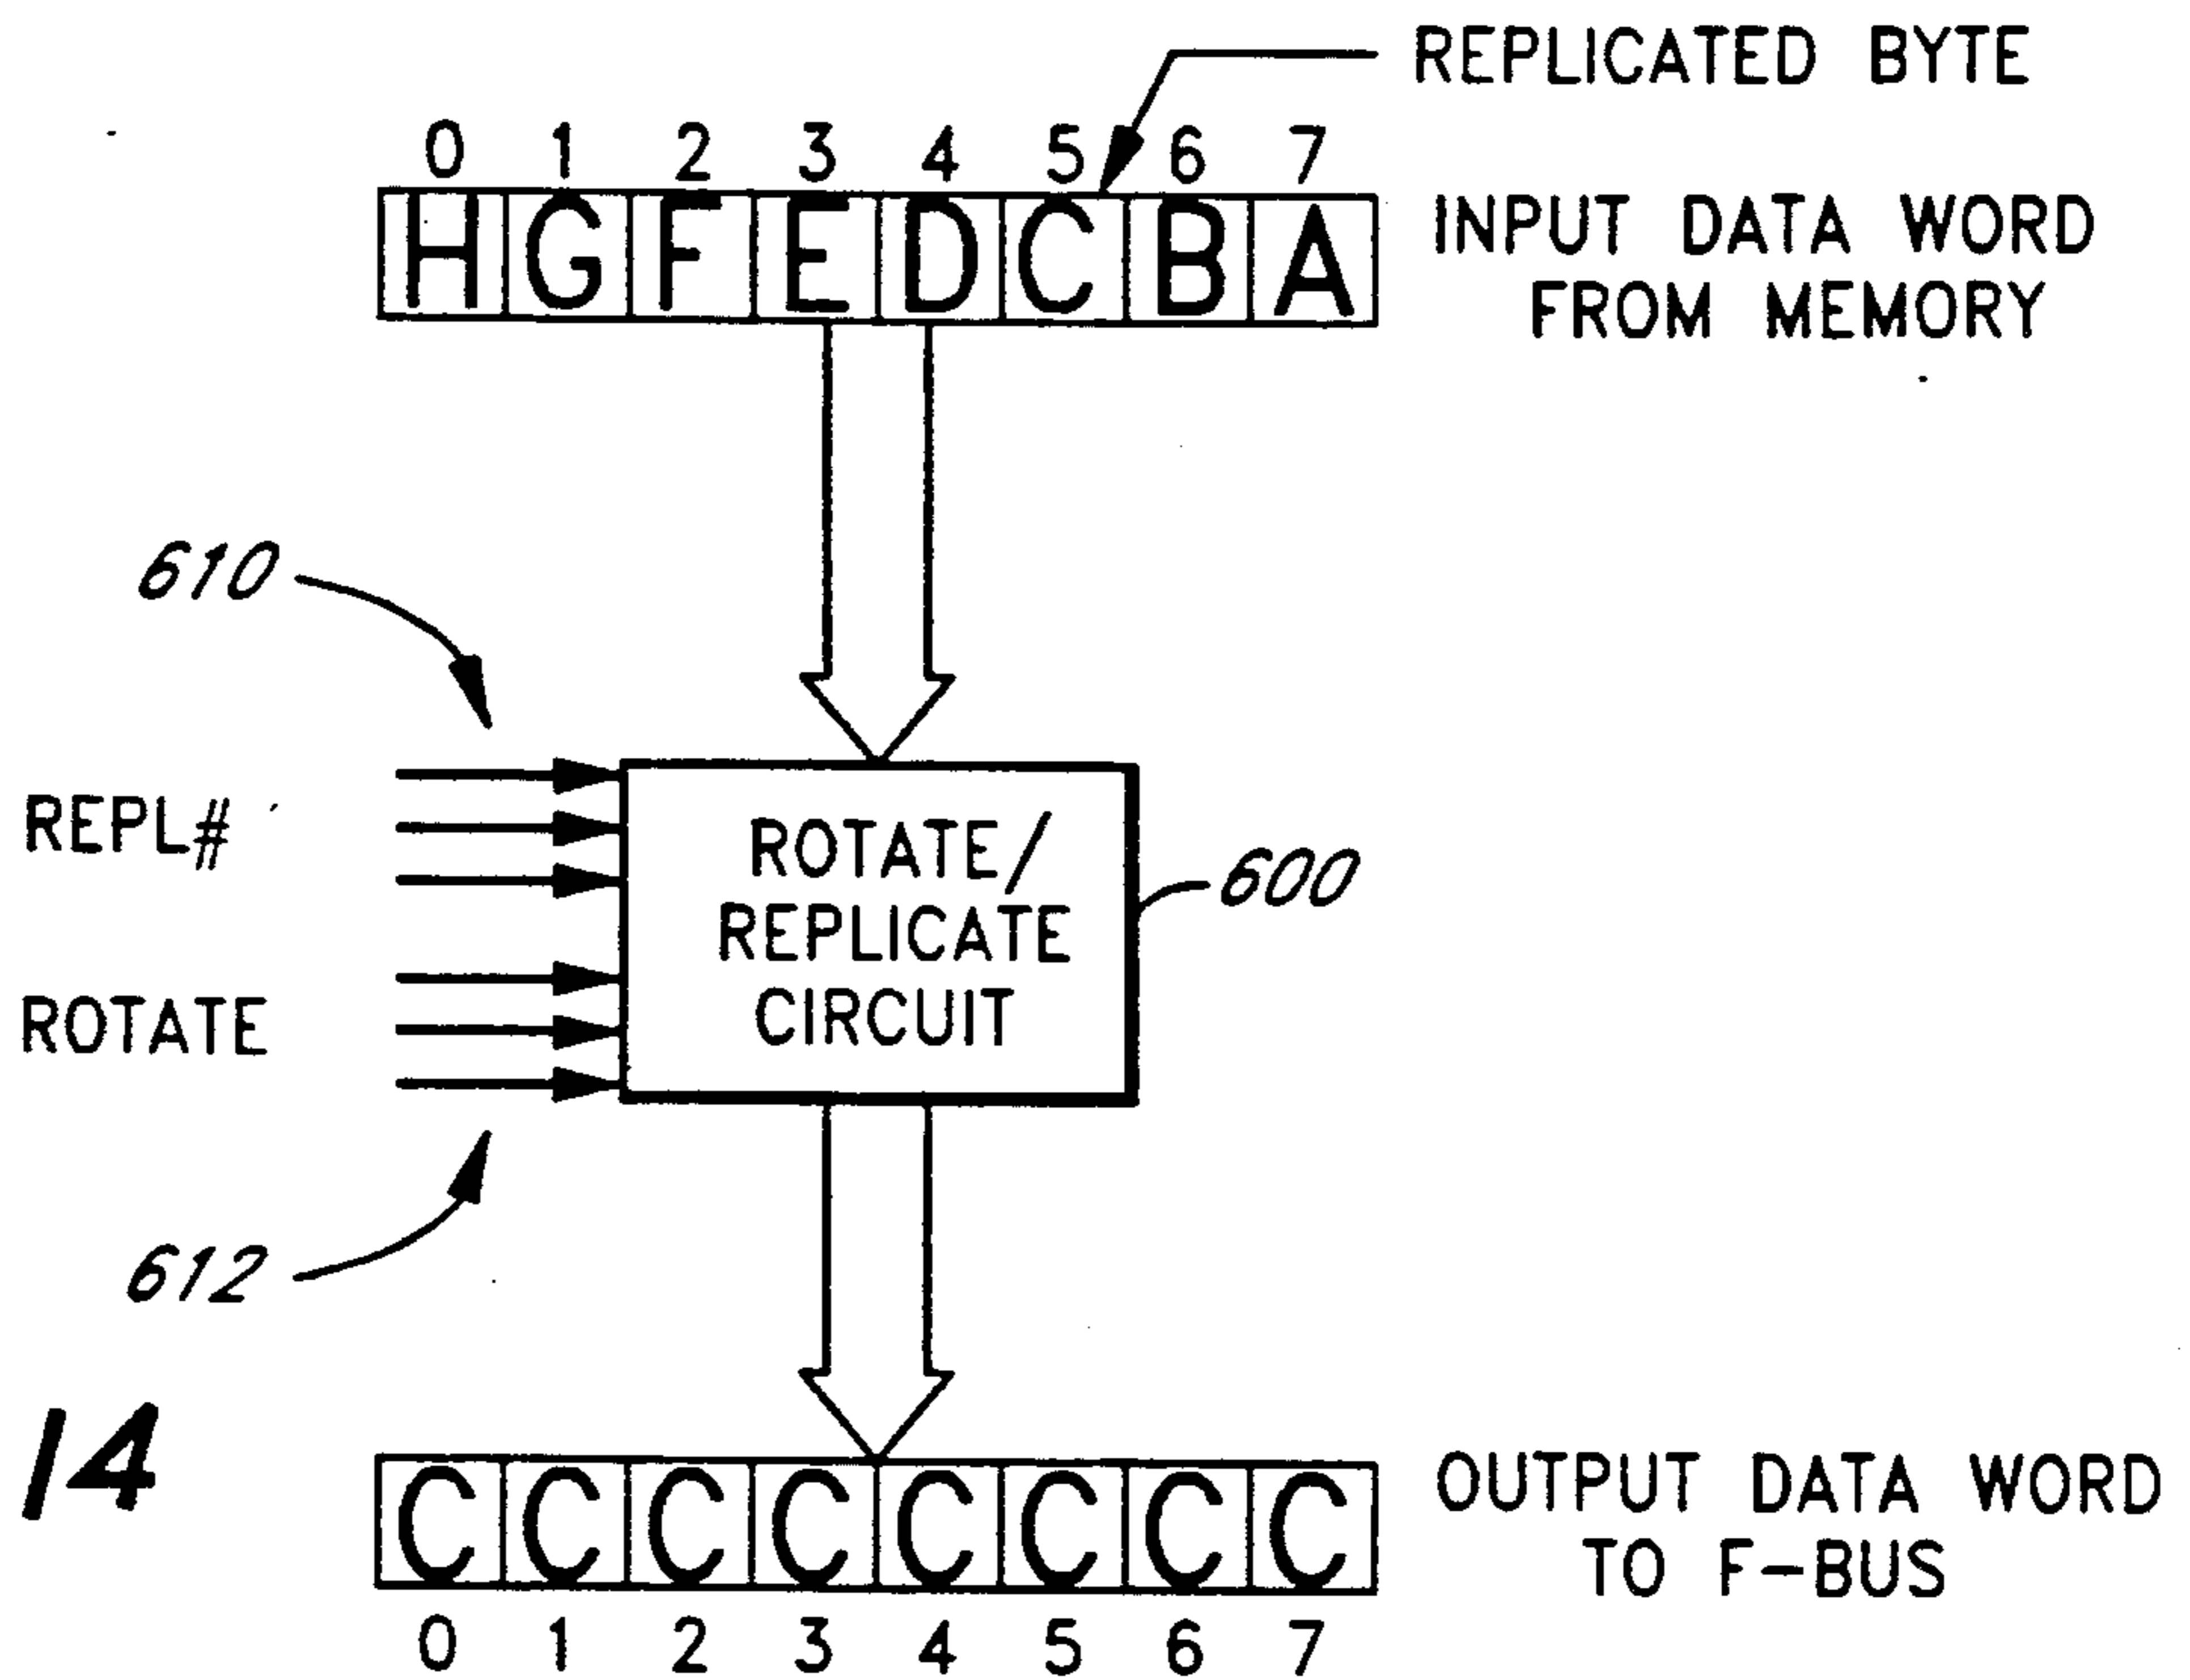 REPLICATED BYTE
0 1 2 3 4 5 6 7
H G F E D C B A
INPUT DATA WORD
FROM MEMORY
610
REPL#
ROTATE/
REPLICATE
CIRCUIT
600
ROTATE
612
14
C C C C C C C C
OUTPUT DATA WORD
TO F-BUS
0 1 2 3 4 5 6 7